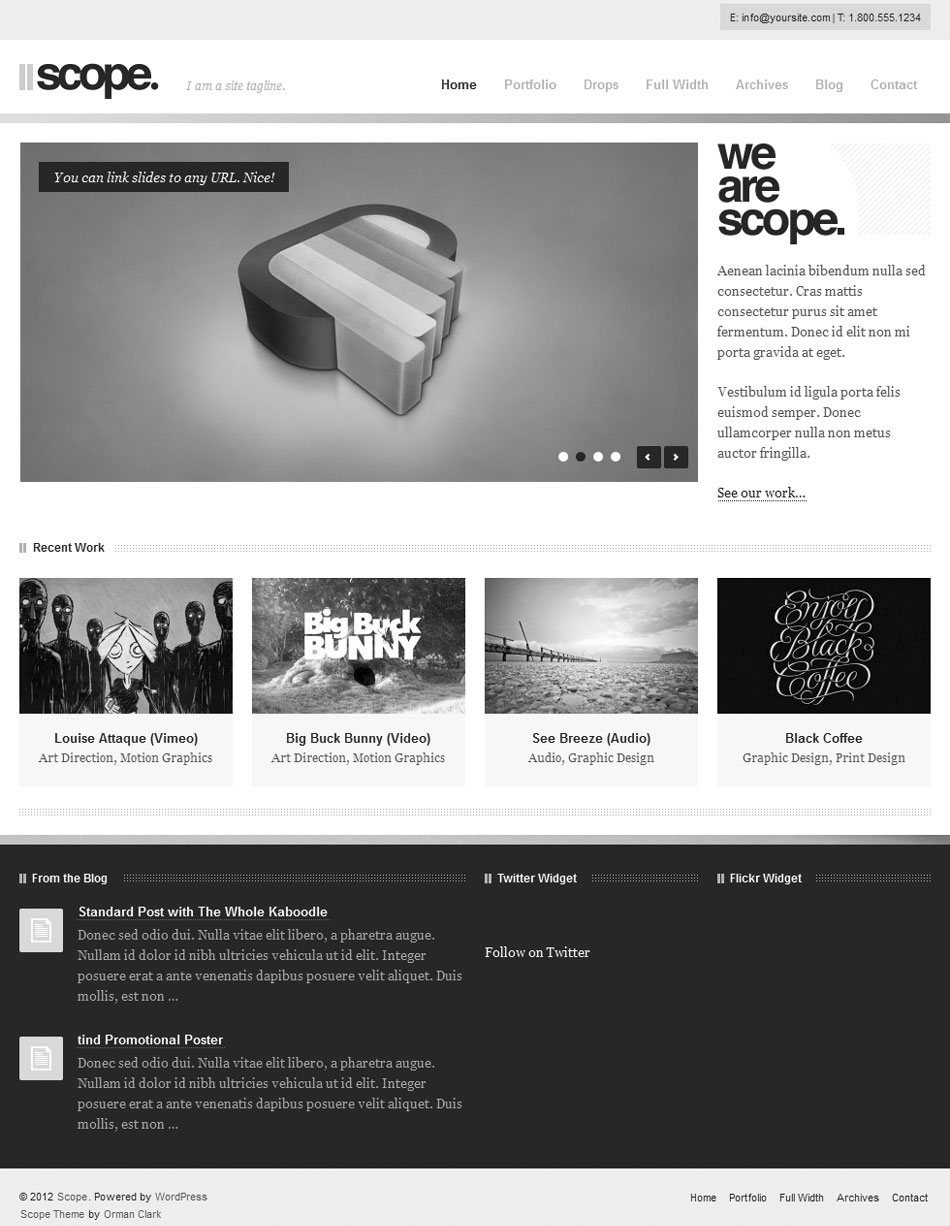 E: info@yoursite.com | T: 1.800.555.1234
scope.
I am a site tagline.
Home Portfolio Drops Full Width Archives Blog Contact
You can link slides to any URL. Nice!
we
are
scope.
Aenean lacinia bibendum nulla sed
consectetur. Cras mattis
consectetur purus sit amet
fermentum. Donec id elit non mi
porta gravida at eget.
Vestibulum id ligula porta felis
euismod semper. Donec
ullamcorper nulla non metus
auctor fringilla.
See our work...
Recent Work
Big Buck
BUNNY
Enjoy
Black
Coffee
Louise Attaque (Vimeo)
Art Direction, Motion Graphics
Big Buck Bunny (Video)
Art Direction, Motion Graphics
See Breeze (Audio)
Audio, Graphic Design
Black Coffee
Graphic Design, Print Design
From the Blog
Standard Post with The Whole Kaboodle
Donec sed odio dui. Nulla vitae elit libero, a pharetra augue.
Nullam id dolor id nibh ultricies vehicula ut id elit. Integer
posuere erat a ante venenatis dapibus posuere velit aliquet. Duis
mollis, est non ...
tind Promotional Poster
Donec sed odio dui. Nulla vitae elit libero, a pharetra augue.
Nullam id dolor id nibh ultricies vehicula ut id elit. Integer
posuere erat a ante venenatis dapibus posuere velit aliquet. Duis
mollis, est non ...
Twitter Widget
Follow on Twitter
Flickr Widget
© 2012 Scope. Powered by WordPress
Scope Theme by Orman Clark
Home Portfolio Full Width Archives Contact